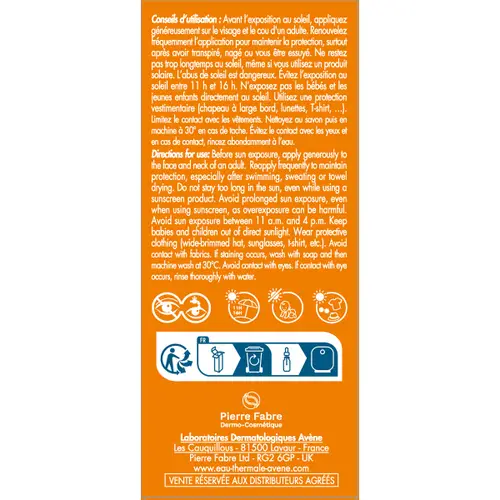 Conseils d'utilisation : Avant l'exposition au soleil, appliquez
généreusement sur le visage et le cou d'un adulte. Renouvelez
fréquemment l'application pour maintenir la protection, surtout
après avoir transpiré, nagé ou vous être essuyé. Ne restez
pas trop longtemps au soleil, même si vous utilisez un produit
solaire. L'abus de soleil est dangereux. Évitez l'exposition au
soleil entre 11 h et 16 h. N'exposez pas les bébés et les
jeunes enfants directement au soleil. Utilisez une protection
vestimentaire (chapeau à large bord, lunettes, T-shirt, ...).
Limitez le contact avec les vêtements. Nettoyez au savon puis en
machine à 30° en cas de tache. Évitez le contact avec les yeux et
en cas de contact, rincez abondamment à l'eau.
Directions for use: Before sun exposure, apply generously to
the face and neck of an adult. Reapply frequently to maintain
protection, especially after swimming, sweating or towel
drying. Do not stay too long in the sun, even while using a
sunscreen product. Avoid prolonged sun exposure, even
when using sunscreen, as overexposure can be harmful.
Avoid sun exposure between 11 a.m. and 4 p.m. Keep
babies and children out of direct sunlight. Wear protective
clothing (wide-brimmed hat, sunglasses, t-shirt, etc.). Avoid
contact with fabrics. If staining occurs, wash with soap and then
machine wash at 30°C. Avoid contact with eyes. If contact with eye
occurs, rinse thoroughly with water.
11H
16H
FR
Pierre Fabre
Dermo-Cosmétique
Laboratoires Dermatologiques Avène
Les Cauquillous - 81500 Lavaur - France
Pierre Fabre Ltd - RG2 6GP - UK
www.eau-thermale-avene.com
VENTE RÉSERVÉE AUX DISTRIBUTEURS AGRÉÉS